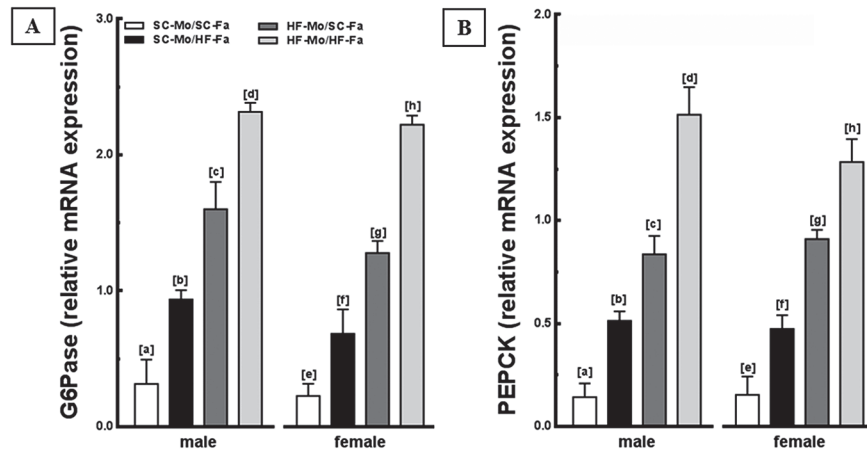 A
G6Pase (relative mRNA expression)
3.0
2.0
1.0
0.0
SC-Mo/SC-Fa
HF-Mo/SC-Fa
SC-Mo/HF-Fa
HF-Mo/HF-Fa
[a]
[b]
[c]
[d]
[e]
[f]
[g]
[h]
male
female
B
PEPCK (relative mRNA expression)
2.0
1.5
1.0
0.5
0.0
[a]
[b]
[c]
[d]
[e]
[f]
[g]
[h]
male
female